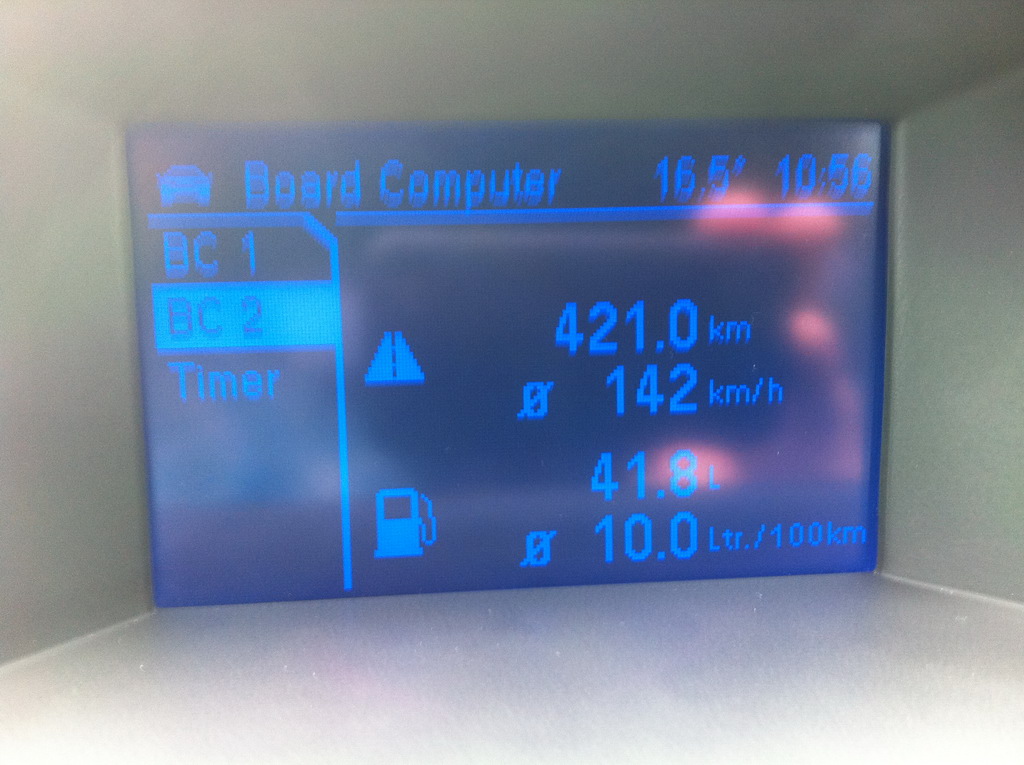 Board Computer 16.5° 10:56
BC 1
BC 2
Timer
421.0 km
Ø 142 km/h
41.8 L
Ø 10.0 Ltr./100km